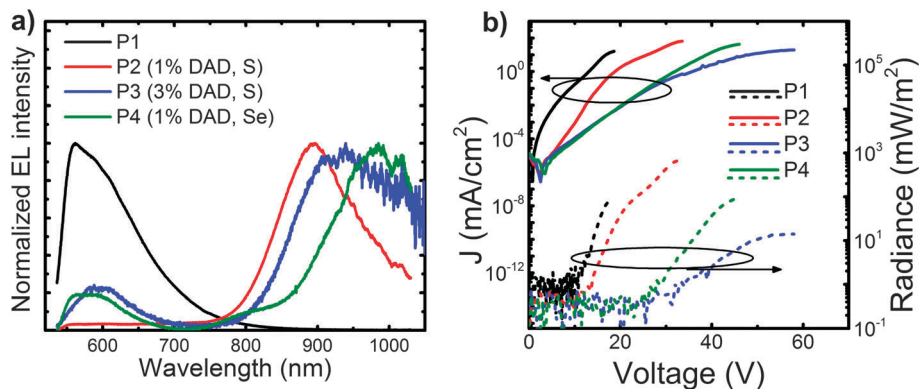 a)
P1
P2 (1% DAD, S)
P3 (3% DAD, S)
P4 (1% DAD, Se)
Normalized EL intensity
600 700 800 900 1000
Wavelength (nm)
b)
10^0
10^-4
10^-8
10^-12
J (mA/cm^2)
P1
P2
P3
P4
10^5
10^3
10^1
10^-1
Radiance (mW/m^2)
0 20 40 60
Voltage (V)